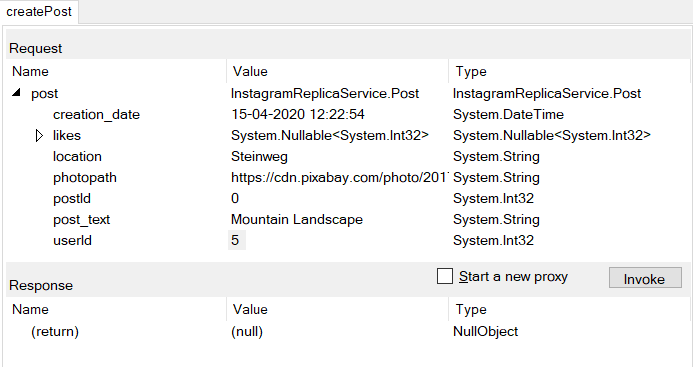 createPost
Request
Name Value Type
post InstagramReplicaService.Post InstagramReplicaService.Post
creation_date 15-04-2020 12:22:54 System.DateTime
likes System.Nullable<System.Int32> System.Nullable<System.Int32>
location Steinweg System.String
photopath https://cdn.pixabay.com/photo/201 System.String
postId 0 System.Int32
post_text Mountain Landscape System.String
userId 5 System.Int32
Response Start a new proxy Invoke
Name Value Type
(return) (null) NullObject